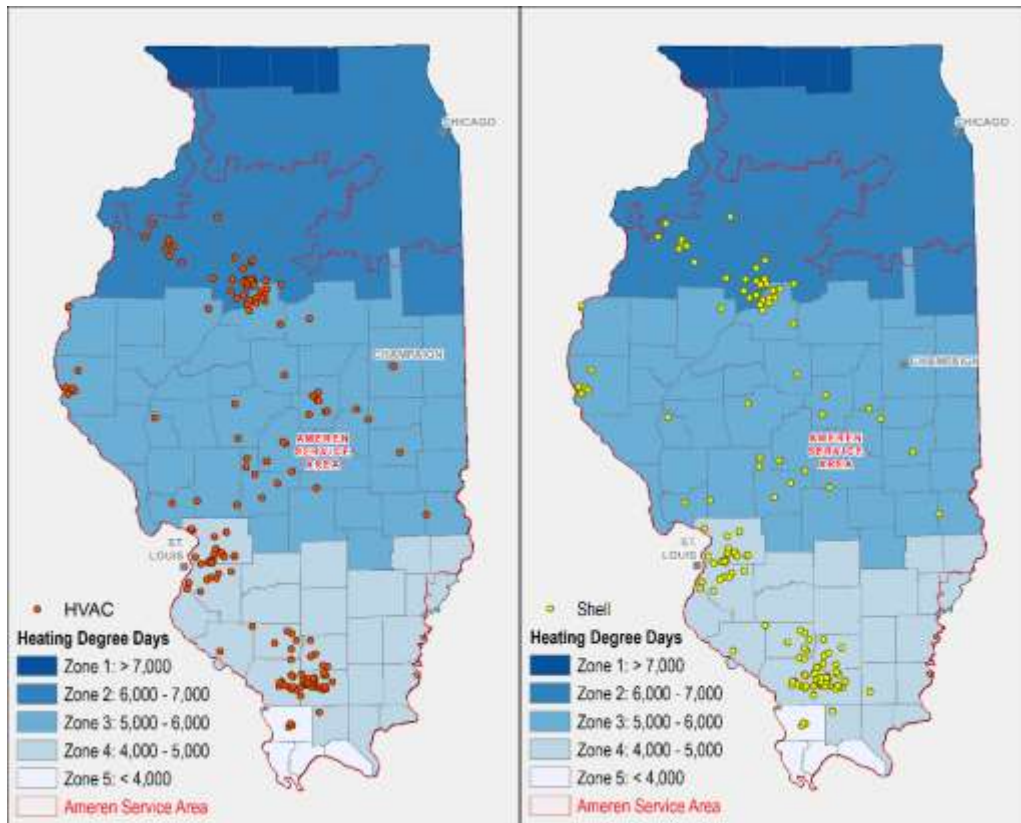 CHICAGO
CHAMPAIGN
AMEREN
SERVICE
AREA
ST.
LOUIS
HVAC
Heating Degree Days
Zone 1: > 7,000
Zone 2: 6,000 - 7,000
Zone 3: 5,000 - 6,000
Zone 4: 4,000 - 5,000
Zone 5: < 4,000
Ameren Service Area
CHICAGO
CHAMPAIGN
AMEREN
SERVICE
AREA
ST.
LOUIS
Shell
Heating Degree Days
Zone 1: > 7,000
Zone 2: 6,000 - 7,000
Zone 3: 5,000 - 6,000
Zone 4: 4,000 - 5,000
Zone 5: < 4,000
Ameren Service Area